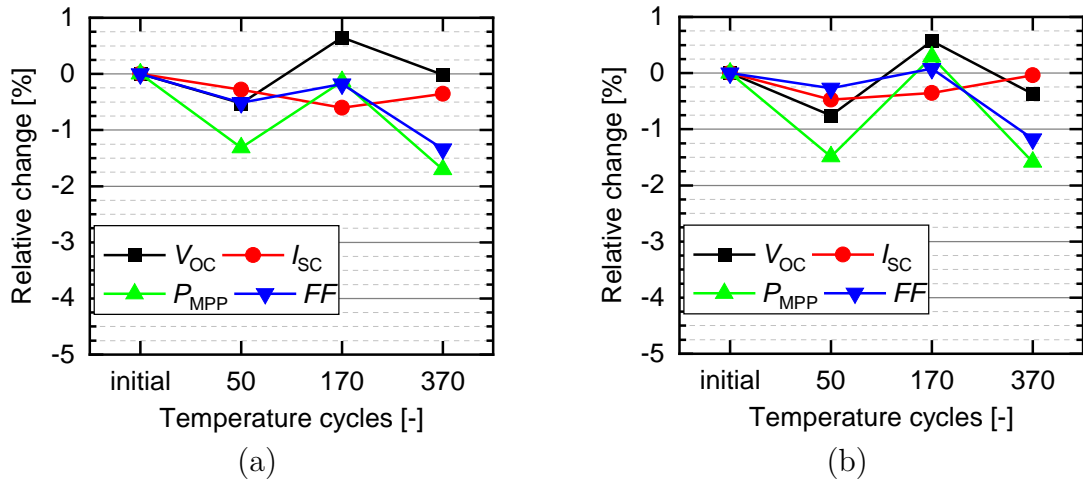 1
0
-1
-2
-3
-4
-5
Relative change [%]
V_OC I_SC
P_MPP FF
initial 50 170 370
Temperature cycles [-]
(a)
1
0
-1
-2
-3
-4
-5
Relative change [%]
V_OC I_SC
P_MPP FF
initial 50 170 370
Temperature cycles [-]
(b)